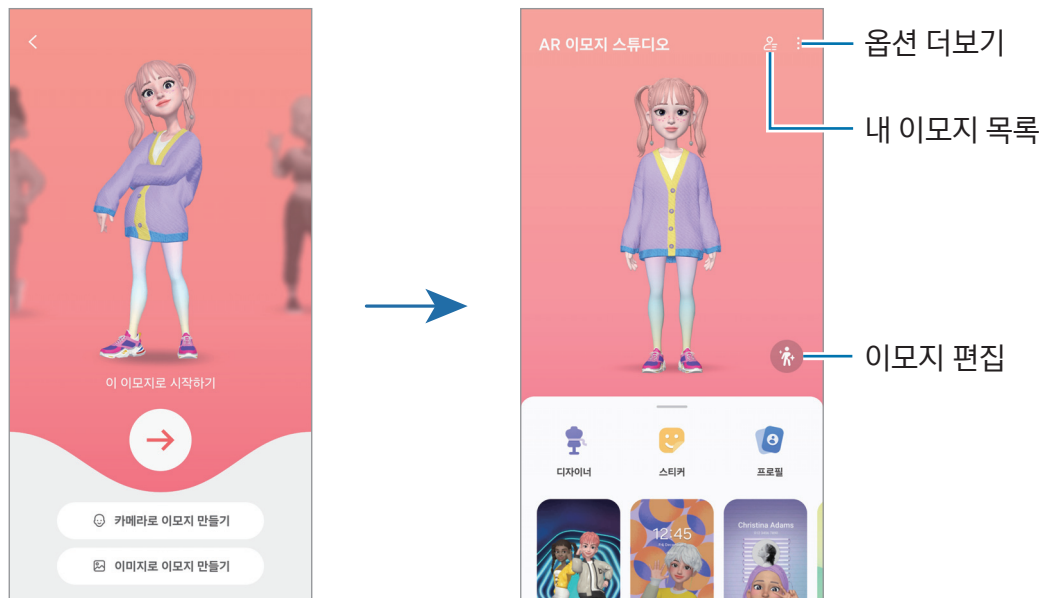 이 이모지로 시작하기
카메라로 이모지 만들기
이미지로 이모지 만들기
AR 이모지 스튜디오
옵션 더보기
내 이모지 목록
이모지 편집
디자이너
스티커
프로필
12:45
Christina Adams